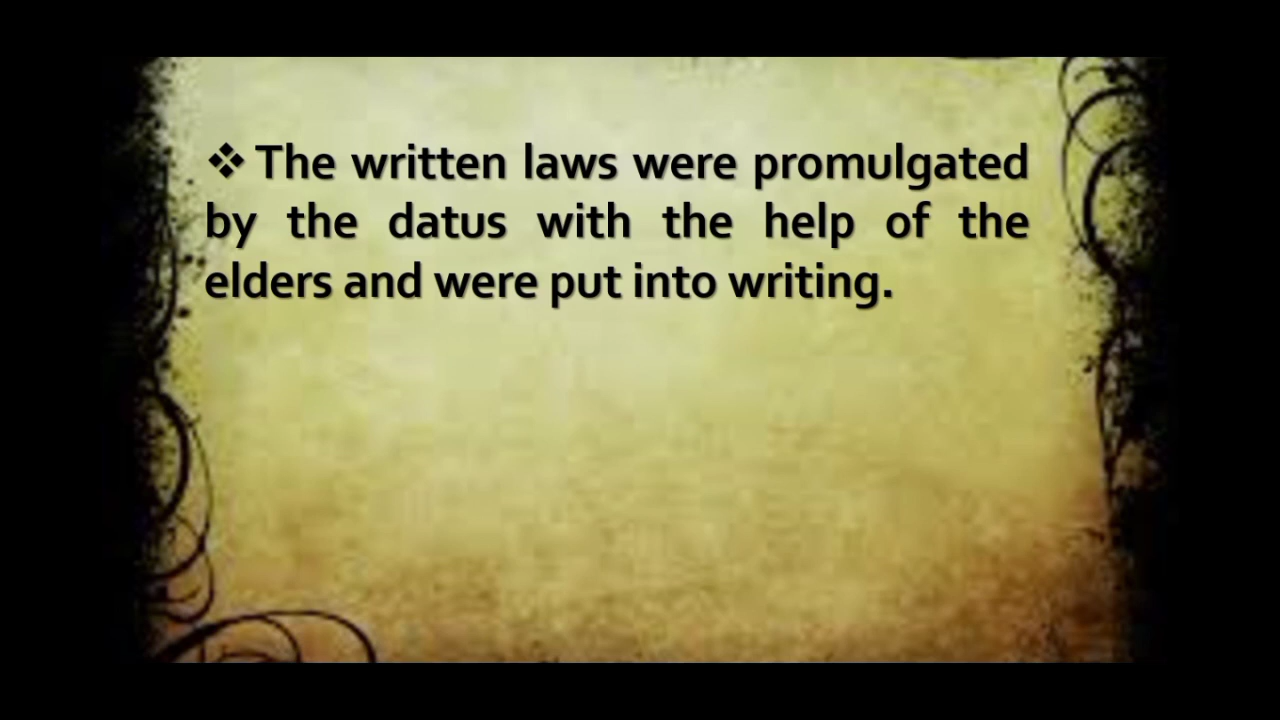 ❖ The written laws were promulgated
by the datus with the help of the
elders and were put into writing.